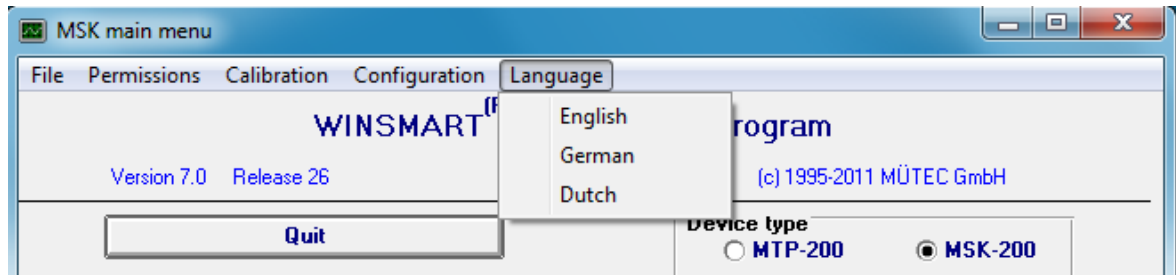 MSK main menu
File Permissions Calibration Configuration Language
English
German
Dutch
WINSMART rogram
Version 7.0 Release 26 (c) 1995-2011 MÜTEC GmbH
Quit
Device type
MTP-200 MSK-200